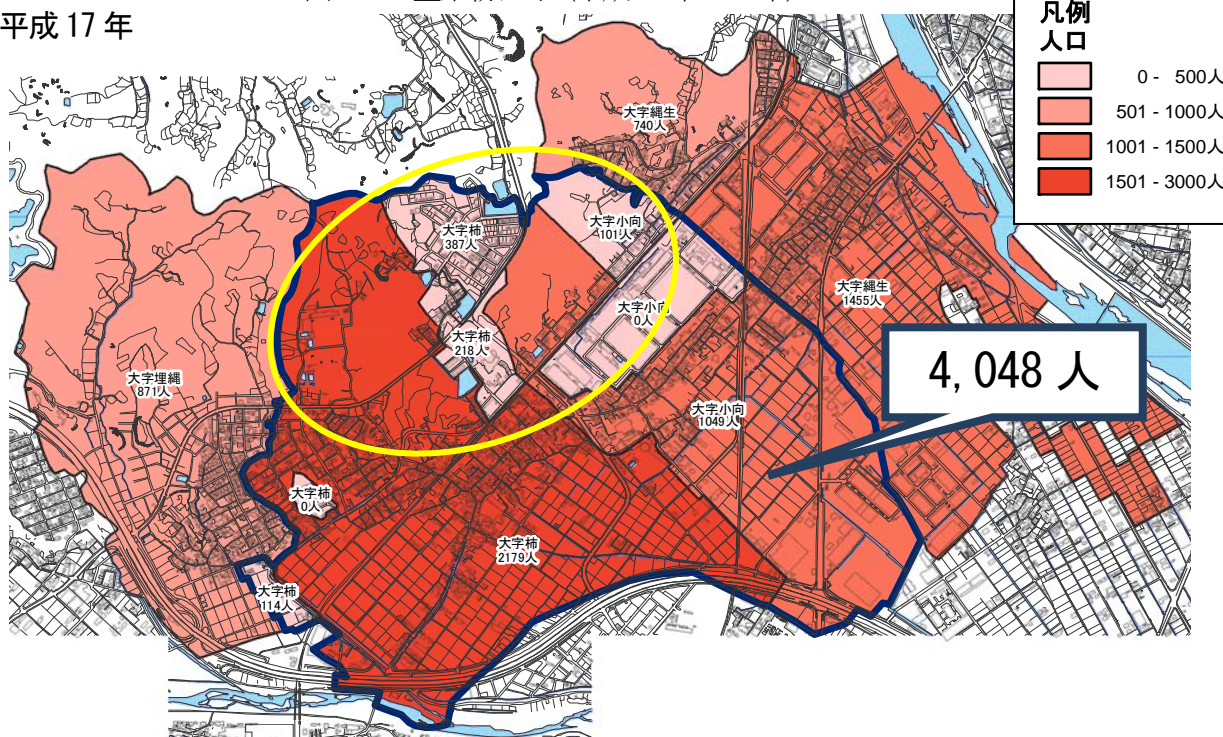 平成 17 年
凡例
人口
0 - 500人
501 - 1000人
1001 - 1500人
1501 - 3000人
大字縄生
740人
大字柿
387人
大字小向
101人
大字縄生
1455人
大字小向
0人
大字柿
218人
大字埋縄
871人
4,048 人
大字小向
1049人
大字柿
0人
大字柿
2179人
大字柿
114人